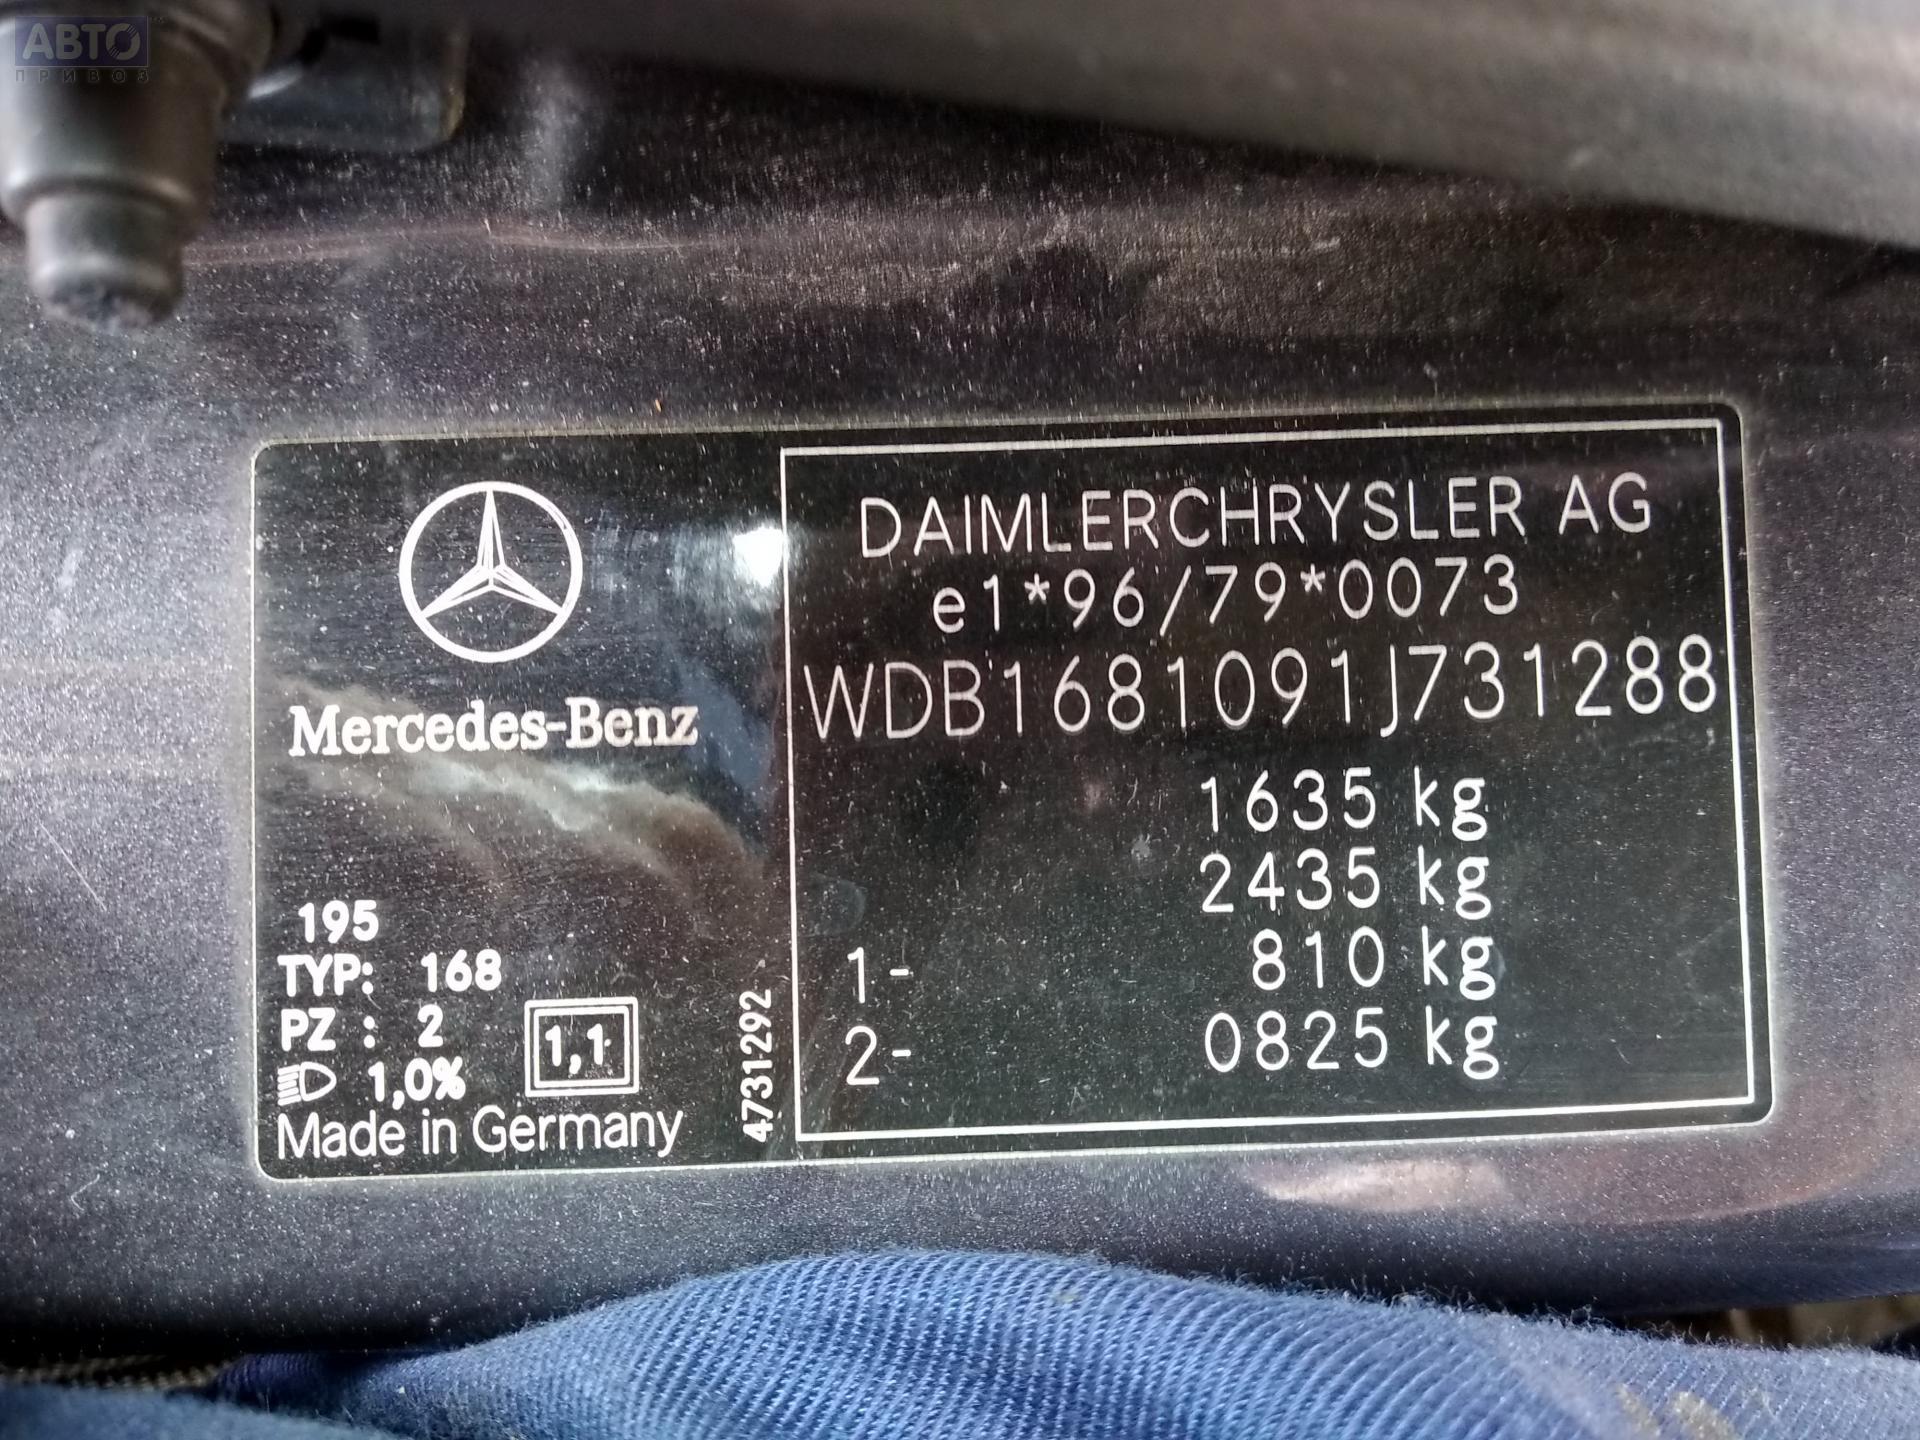 АВТО
ПРИВОЗ
Mercedes-Benz
195
TYP: 168
PZ : 2
1,0%
1,1
Made in Germany
4731292
DAIMLERCHRYSLER AG
e1*96/79*0073
WDB1681091J731288
1635 kg
2435 kg
1- 810 kg
2- 0825 kg